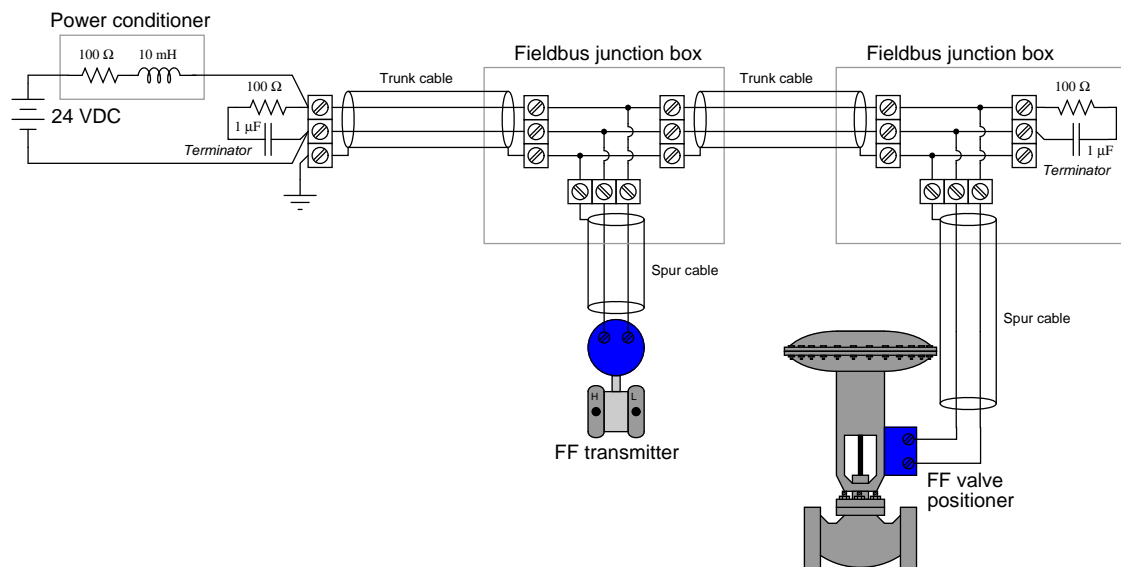 Power conditioner
100 Ω
10 mH
24 VDC
100 Ω
1 µF
Terminator
Trunk cable
Fieldbus junction box
Trunk cable
Fieldbus junction box
100 Ω
1 µF
Terminator
Spur cable
Spur cable
H
L
FF transmitter
FF valve
positioner